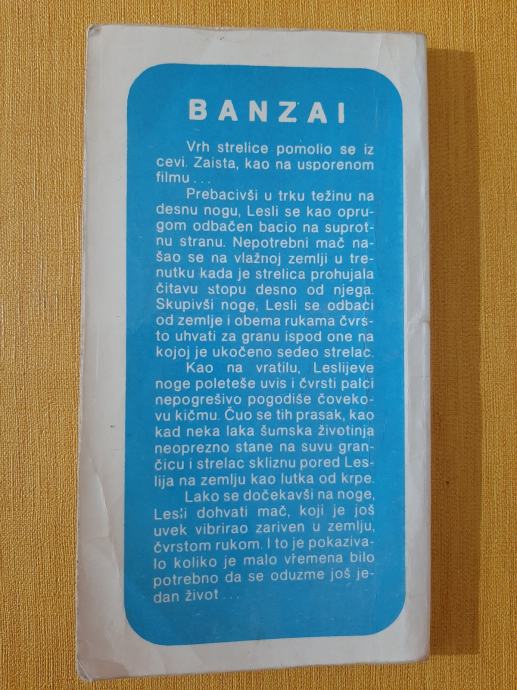 BANZAI
Vrh strelice pomolio se iz
cevi. Zaista, kao na usporenom
filmu...
Prebacivši u trku težinu na
desnu nogu, Lesli se kao opru-
gom odbačen bacio na suprot-
nu stranu. Nepotrebni mač na-
šao se na vlažnoj zemlji u tre-
nutku kada je strelica prohujala
čitavu stopu desno od njega.
Skupivši noge, Lesli se odbaci
od zemlje i obema rukama čvrs-
to uhvati za granu ispod one na
kojoj je ukočeno sedeo strelac.
Kao na vratilu, Leslijeve
noge poleteše uvis i čvrsti palci
nepogrešivo pogodiše čoveko-
vu kičmu. Čuo se tih prasak, kao
kad neka laka šumska životinja
neoprezno stane na suvu gran-
čicu i strelac skliznu pored Les-
lija na zemlju kao lutka od krpe.
Lako se dočekavši na noge,
Lesli dohvati mač, koji je još
uvek vibrirao zariven u zemlju,
čvrstom rukom. I to je pokaziva-
lo koliko je malo vremena bilo
potrebno da se oduzme još je-
dan život...